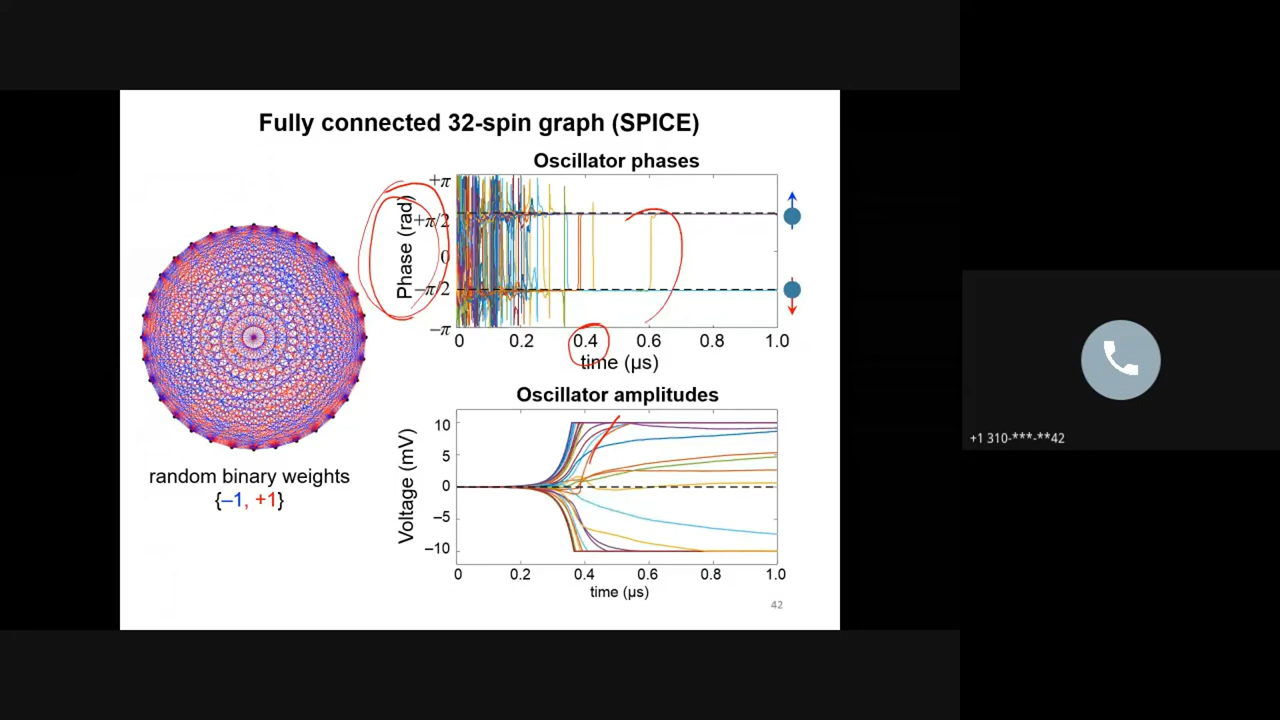 Fully connected 32-spin graph (SPICE)
Oscillator phases
Phase (rad)
+π
+π/2
0
−π/2
−π
0 0.2 0.4 0.6 0.8 1.0
time (μs)
random binary weights
{–1, +1}
Oscillator amplitudes
Voltage (mV)
10
5
0
−5
−10
0 0.2 0.4 0.6 0.8 1.0
time (μs)
42
+1 310-***-**42